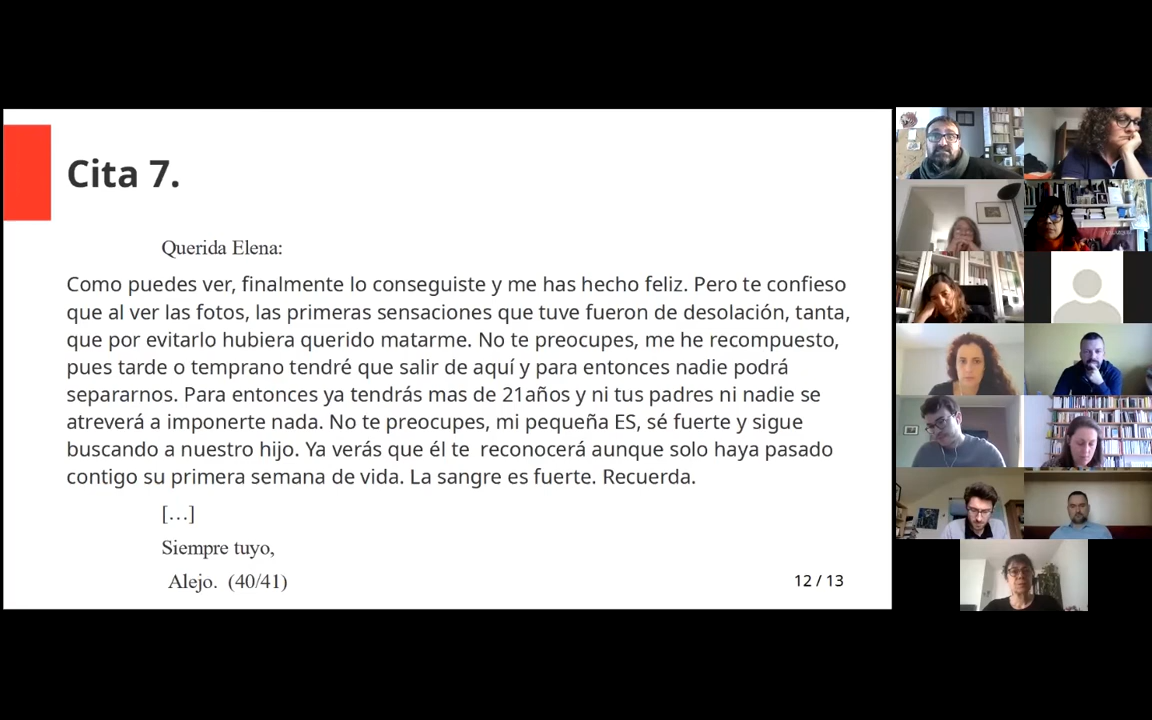 Cita 7.
Querida Elena:
Como puedes ver, finalmente lo conseguiste y me has hecho feliz. Pero te confieso
que al ver las fotos, las primeras sensaciones que tuve fueron de desolación, tanta,
que por evitarlo hubiera querido matarme. No te preocupes, me he recompuesto,
pues tarde o temprano tendré que salir de aquí y para entonces nadie podrá
separarnos. Para entonces ya tendrás mas de 21años y ni tus padres ni nadie se
atreverá a imponerte nada. No te preocupes, mi pequeña ES, sé fuerte y sigue
buscando a nuestro hijo. Ya verás que él te  reconocerá aunque solo haya pasado
contigo su primera semana de vida. La sangre es fuerte. Recuerda.
[…]
Siempre tuyo,
Alejo.  (40/41)
12 / 13